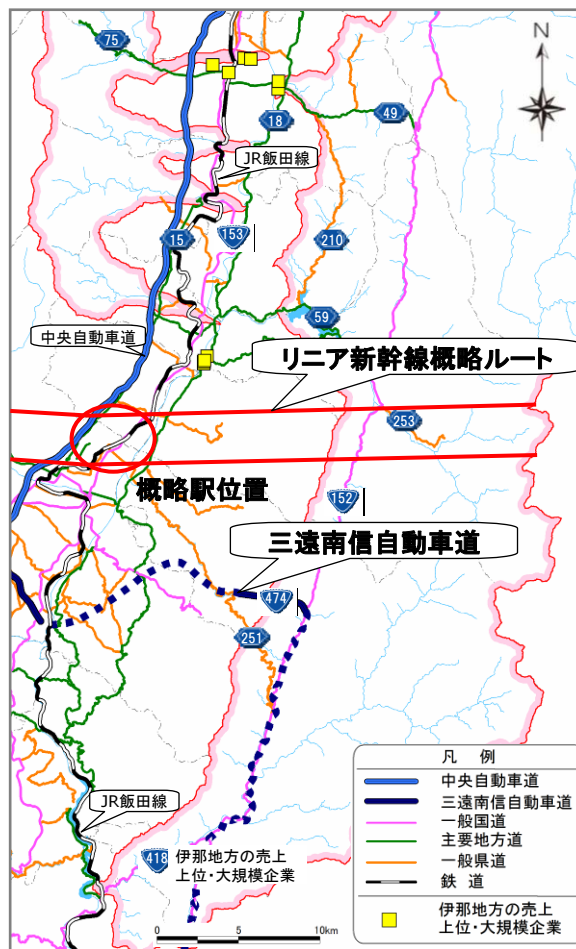 75
N
18
49
JR飯田線
15
153
210
59
中央自動車道
リニア新幹線概略ルート
253
概略駅位置
152
三遠南信自動車道
474
251
凡 例
中央自動車道
三遠南信自動車道
一般国道
主要地方道
一般県道
鉄 道
伊那地方の売上
上位・大規模企業
JR飯田線
418
伊那地方の売上
上位・大規模企業
0 5 10km